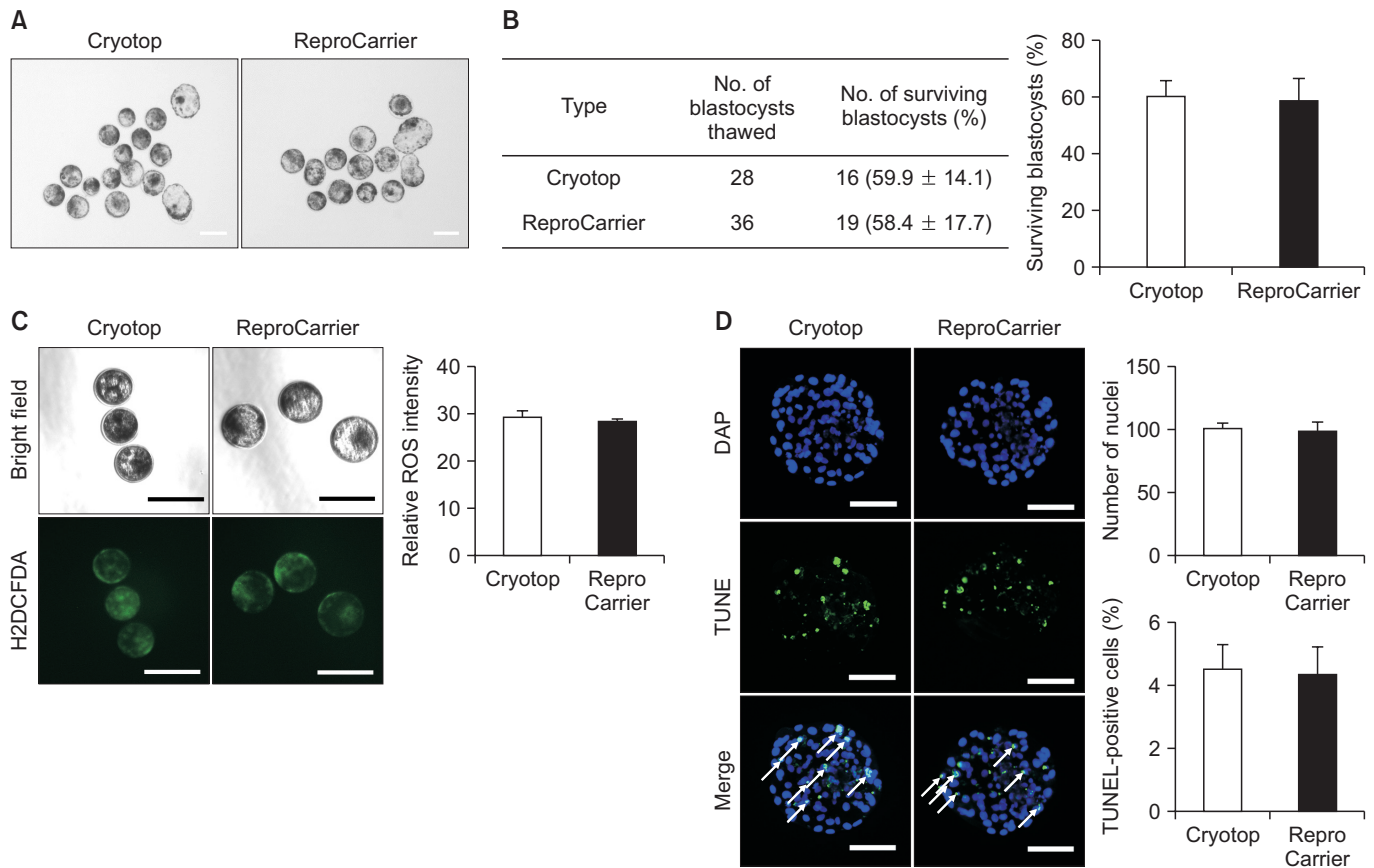 A
Cryotop
ReproCarrier
B
Type
No. of
blastocysts
thawed
No. of surviving
blastocysts (%)
Cryotop
28
16 (59.9 ± 14.1)
ReproCarrier
36
19 (58.4 ± 17.7)
Surviving blastocysts (%)
80
60
40
20
0
Cryotop
ReproCarrier
C
Cryotop
ReproCarrier
Bright field
H2DCFDA
Relative ROS intensity
40
30
20
10
0
Cryotop
Repro
Carrier
D
Cryotop
ReproCarrier
DAP
TUNE
Merge
Number of nuclei
150
100
50
0
Cryotop
Repro
Carrier
TUNEL-positive cells (%)
6
4
2
0
Cryotop
Repro
Carrier